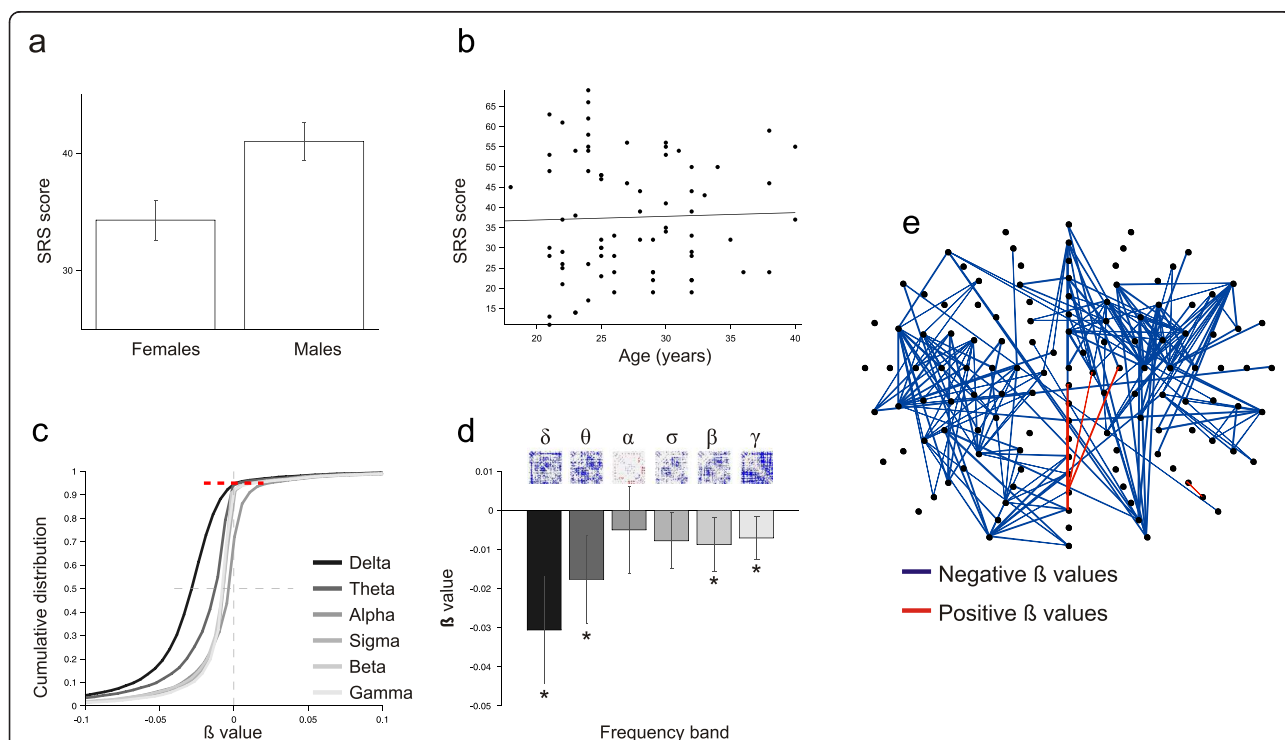 a
SRS score
40
30
Females
Males
b
SRS score
65
60
55
50
45
40
35
30
25
20
15
20
25
30
35
40
Age (years)
c
Cumulative distribution
1
0.9
0.8
0.7
0.6
0.5
0.4
0.3
0.2
0.1
0
-0.1
-0.05
0
0.05
0.1
ß value
Delta
Theta
Alpha
Sigma
Beta
Gamma
d
δ θ α σ β γ
ß value
0.01
0
-0.01
-0.02
-0.03
-0.04
-0.05
* * * *
Frequency band
e
Negative ß values
Positive ß values